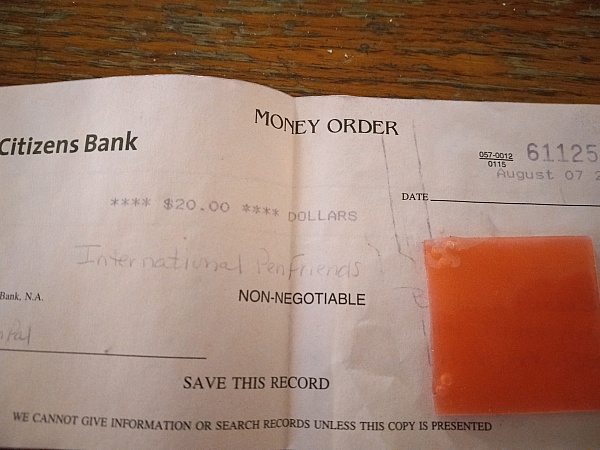 MONEY ORDER
Citizens Bank
057-0012
0115
61125
August 07 2
DATE
**** $20.00 **** DOLLARS
International Penfriends
Bank, N.A.
NON-NEGOTIABLE
SAVE THIS RECORD
WE CANNOT GIVE INFORMATION OR SEARCH RECORDS UNLESS THIS COPY IS PRESENTED